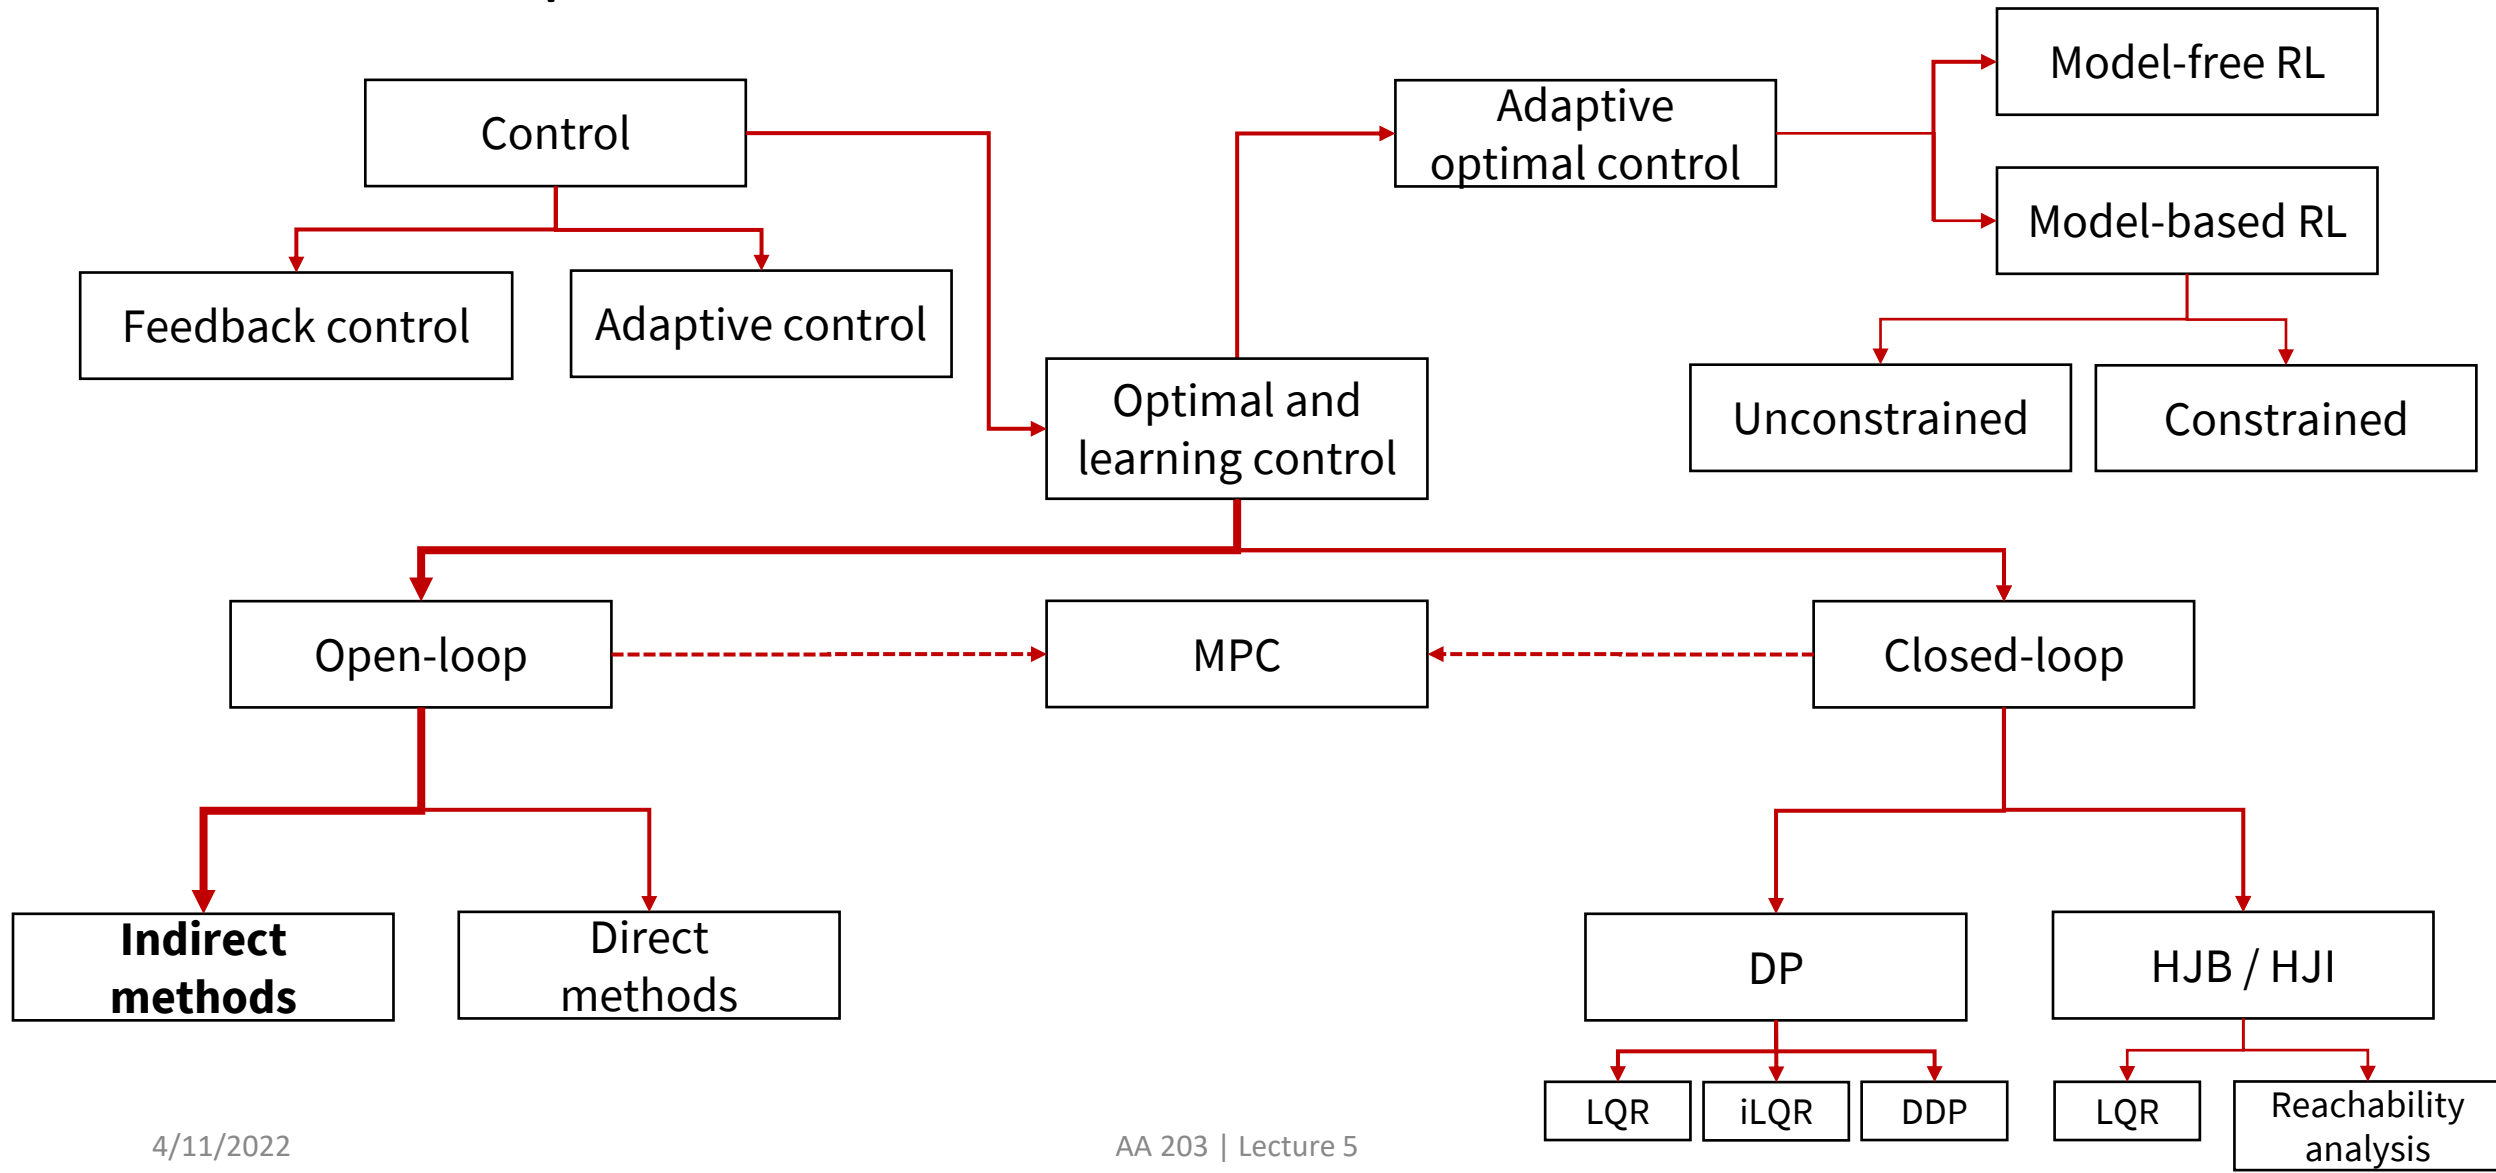 Model-free RL
Control
Adaptive
optimal control
Model-based RL
Feedback control
Adaptive control
Optimal and
learning control
Unconstrained
Constrained
Open-loop
MPC
Closed-loop
Indirect
methods
Direct
methods
DP
HJB / HJI
LQR
iLQR
DDP
LQR
Reachability
analysis
4/11/2022
AA 203 | Lecture 5